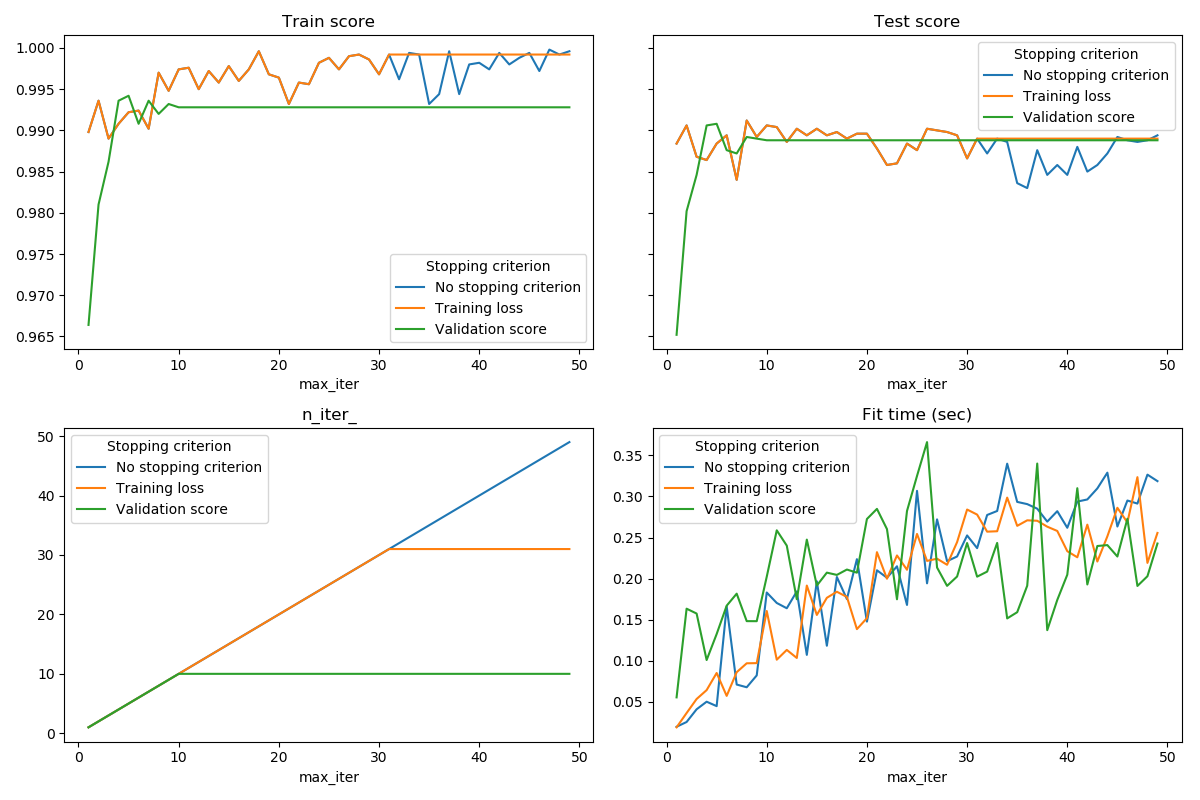 Train score
1.000
0.995
0.990
0.985
0.980
0.975
0.970
0.965
Stopping criterion
No stopping criterion
Training loss
Validation score
0 10 20 30 40 50
max_iter
Test score
Stopping criterion
No stopping criterion
Training loss
Validation score
0 10 20 30 40 50
max_iter
n_iter_
50
40
30
20
10
0
Stopping criterion
No stopping criterion
Training loss
Validation score
0 10 20 30 40 50
max_iter
Fit time (sec)
0.35
0.30
0.25
0.20
0.15
0.10
0.05
Stopping criterion
No stopping criterion
Training loss
Validation score
0 10 20 30 40 50
max_iter